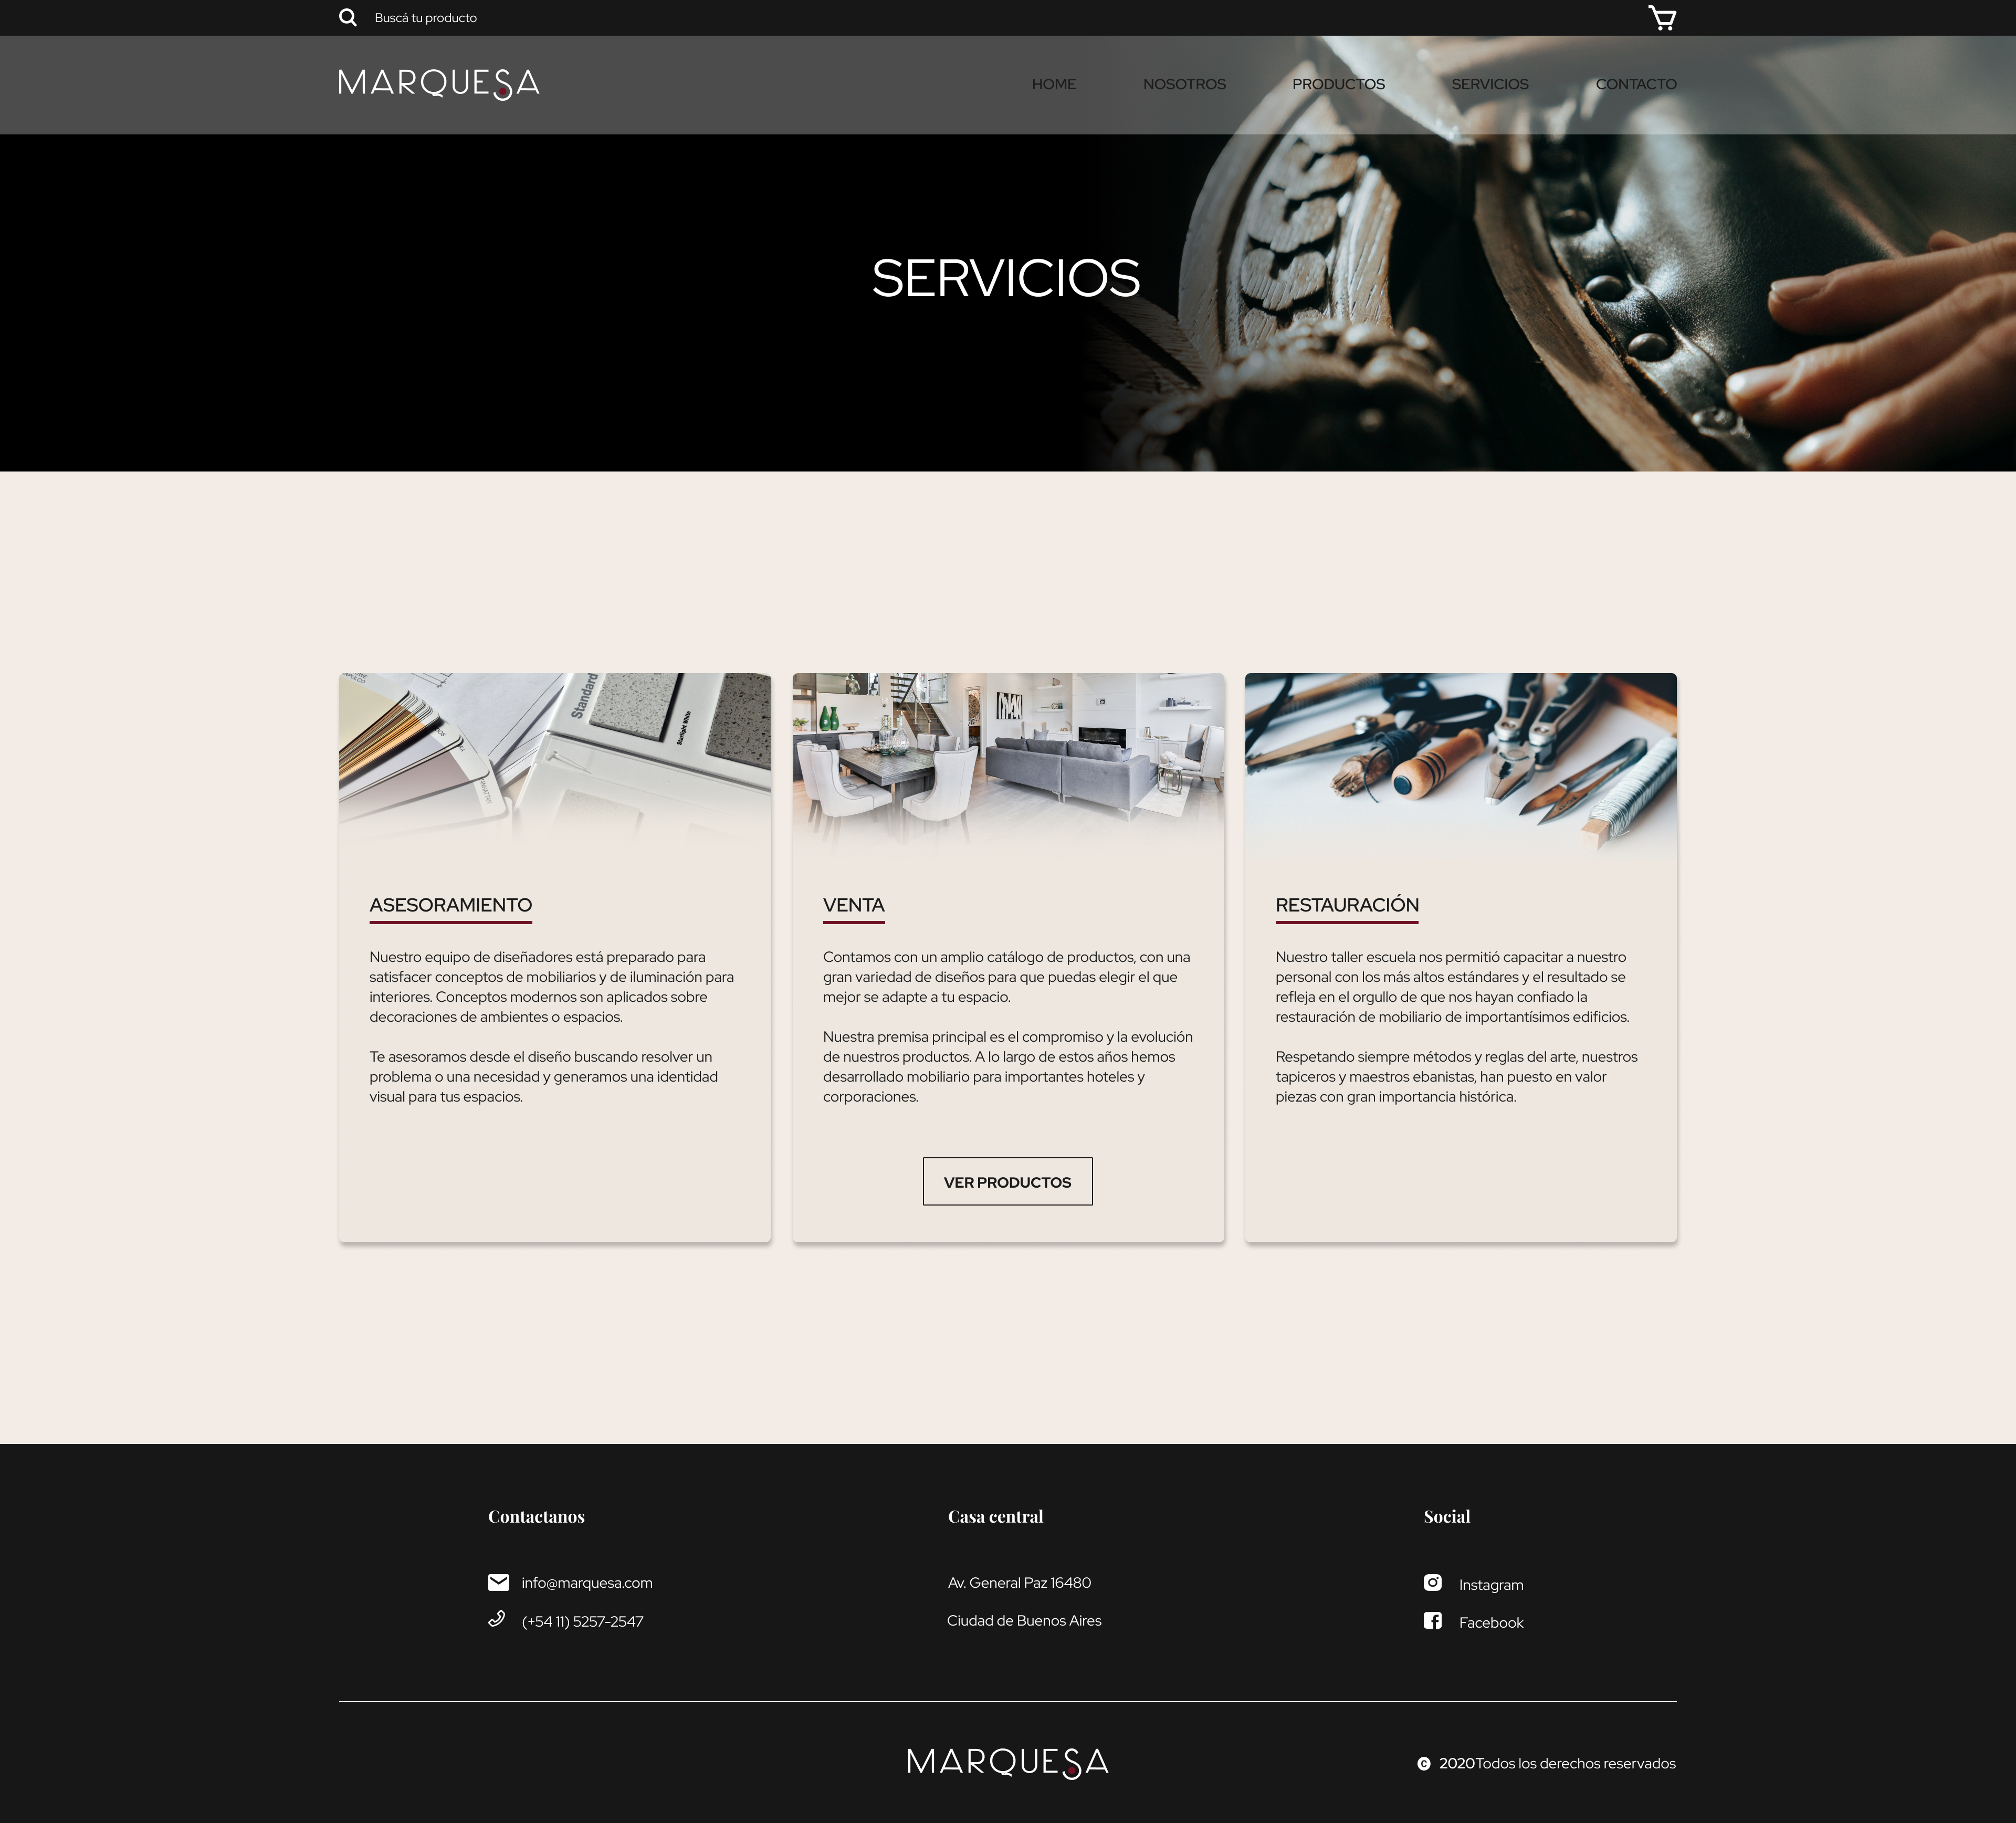 Buscá tu producto
MARQUESA
HOME NOSOTROS PRODUCTOS SERVICIOS CONTACTO
SERVICIOS
Standard
Starlight White
MANHATTAN
ASESORAMIENTO
Nuestro equipo de diseñadores está preparado para
satisfacer conceptos de mobiliarios y de iluminación para
interiores. Conceptos modernos son aplicados sobre
decoraciones de ambientes o espacios.
Te asesoramos desde el diseño buscando resolver un
problema o una necesidad y generamos una identidad
visual para tus espacios.
VENTA
Contamos con un amplio catálogo de productos, con una
gran variedad de diseños para que puedas elegir el que
mejor se adapte a tu espacio.
Nuestra premisa principal es el compromiso y la evolución
de nuestros productos. A lo largo de estos años hemos
desarrollado mobiliario para importantes hoteles y
corporaciones.
VER PRODUCTOS
RESTAURACIÓN
Nuestro taller escuela nos permitió capacitar a nuestro
personal con los más altos estándares y el resultado se
refleja en el orgullo de que nos hayan confiado la
restauración de mobiliario de importantísimos edificios.
Respetando siempre métodos y reglas del arte, nuestros
tapiceros y maestros ebanistas, han puesto en valor
piezas con gran importancia histórica.
Contactanos
info@marquesa.com
(+54 11) 5257-2547
Casa central
Av. General Paz 16480
Ciudad de Buenos Aires
Social
Instagram
Facebook
MARQUESA
© 2020Todos los derechos reservados